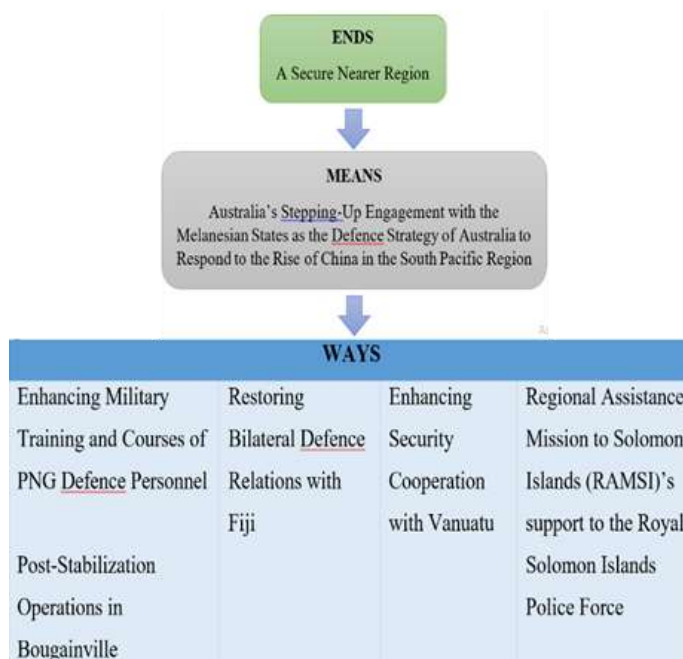 ENDS
A Secure Nearer Region
MEANS
Australia's Stepping-Up Engagement with the
Melanesian States as the Defence Strategy of Australia to
Respond to the Rise of China in the South Pacific Region
WAYS
Enhancing Military
Training and Courses of
PNG Defence Personnel
Post-Stabilization
Operations in
Bougainville
Restoring
Bilateral Defence
Relations with
Fiji
Enhancing
Security
Cooperation
with Vanuatu
Regional Assistance
Mission to Solomon
Islands (RAMSI)'s
support to the Royal
Solomon Islands
Police Force